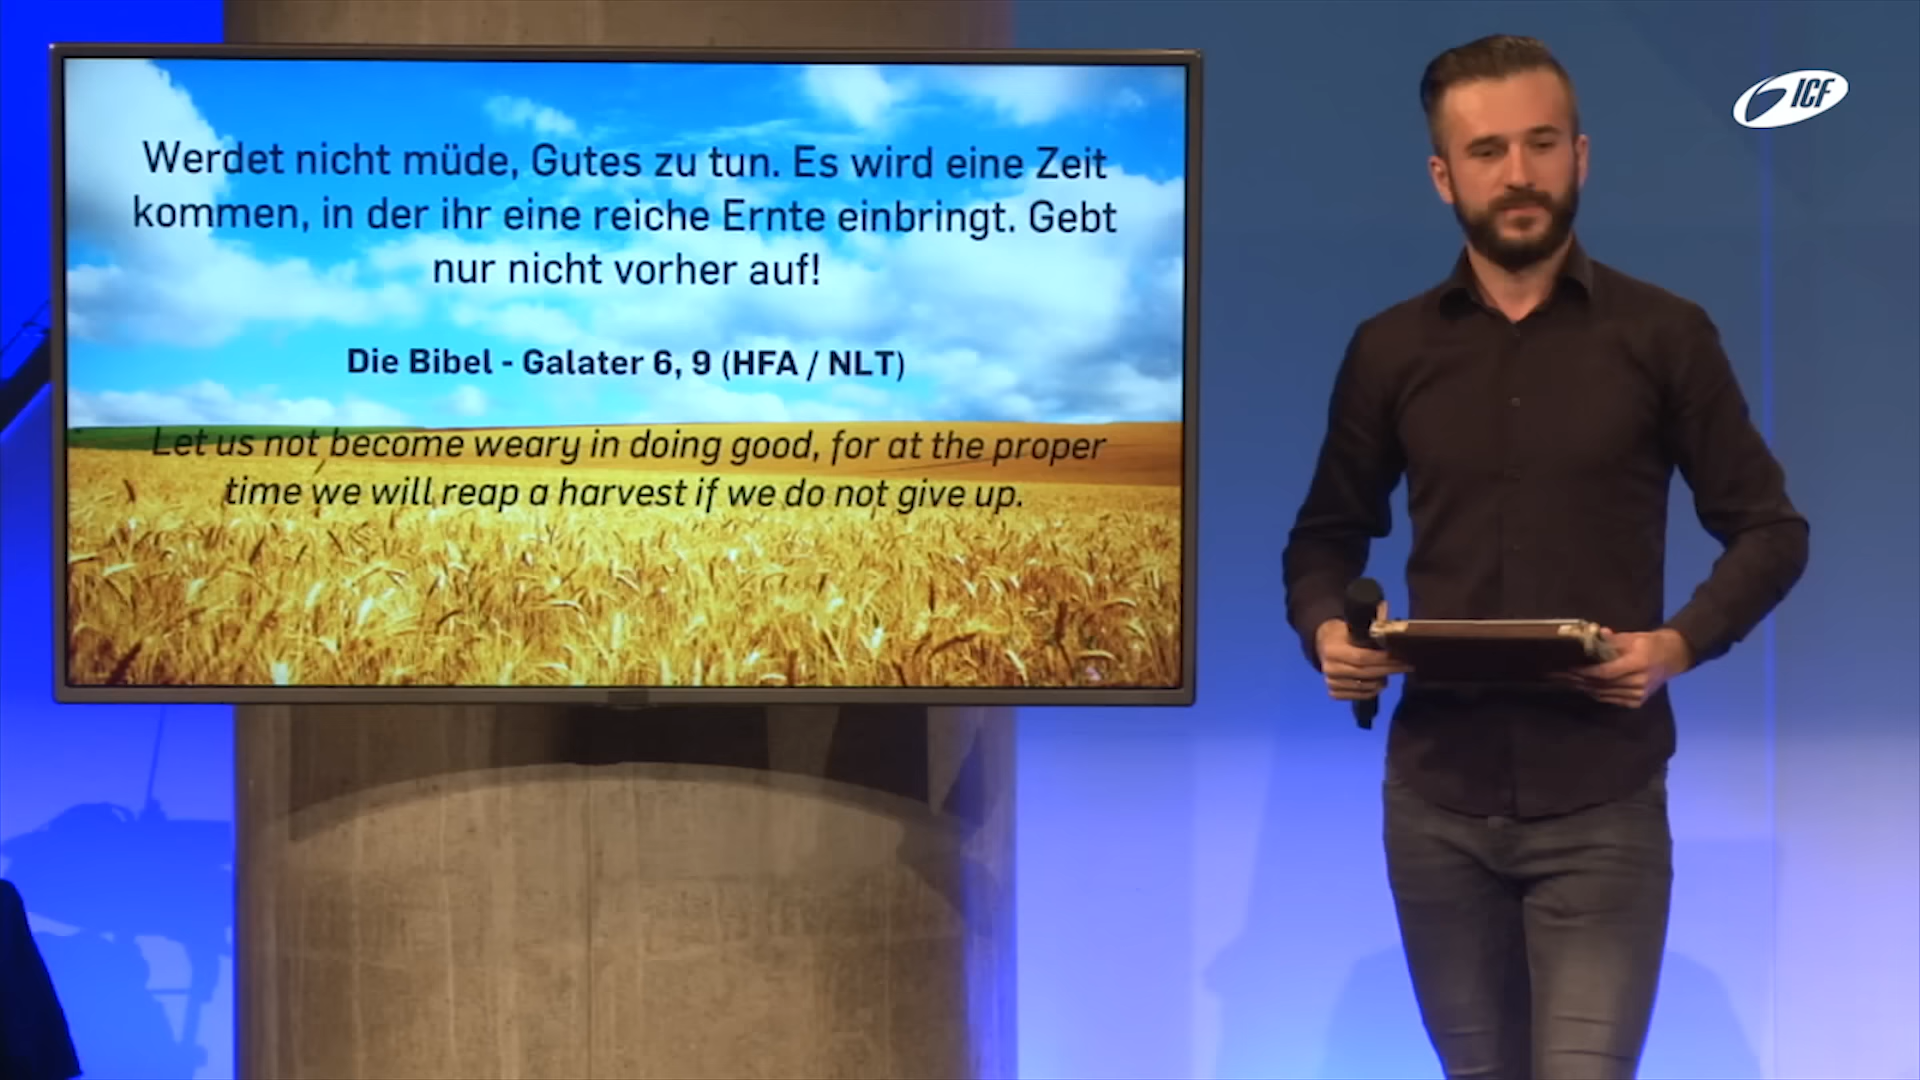 Werdet nicht müde, Gutes zu tun. Es wird eine Zeit
kommen, in der ihr eine reiche Ernte einbringt. Gebt
nur nicht vorher auf!
Die Bibel - Galater 6, 9 (HFA / NLT)
Let us not become weary in doing good, for at the proper
time we will reap a harvest if we do not give up.
ICF